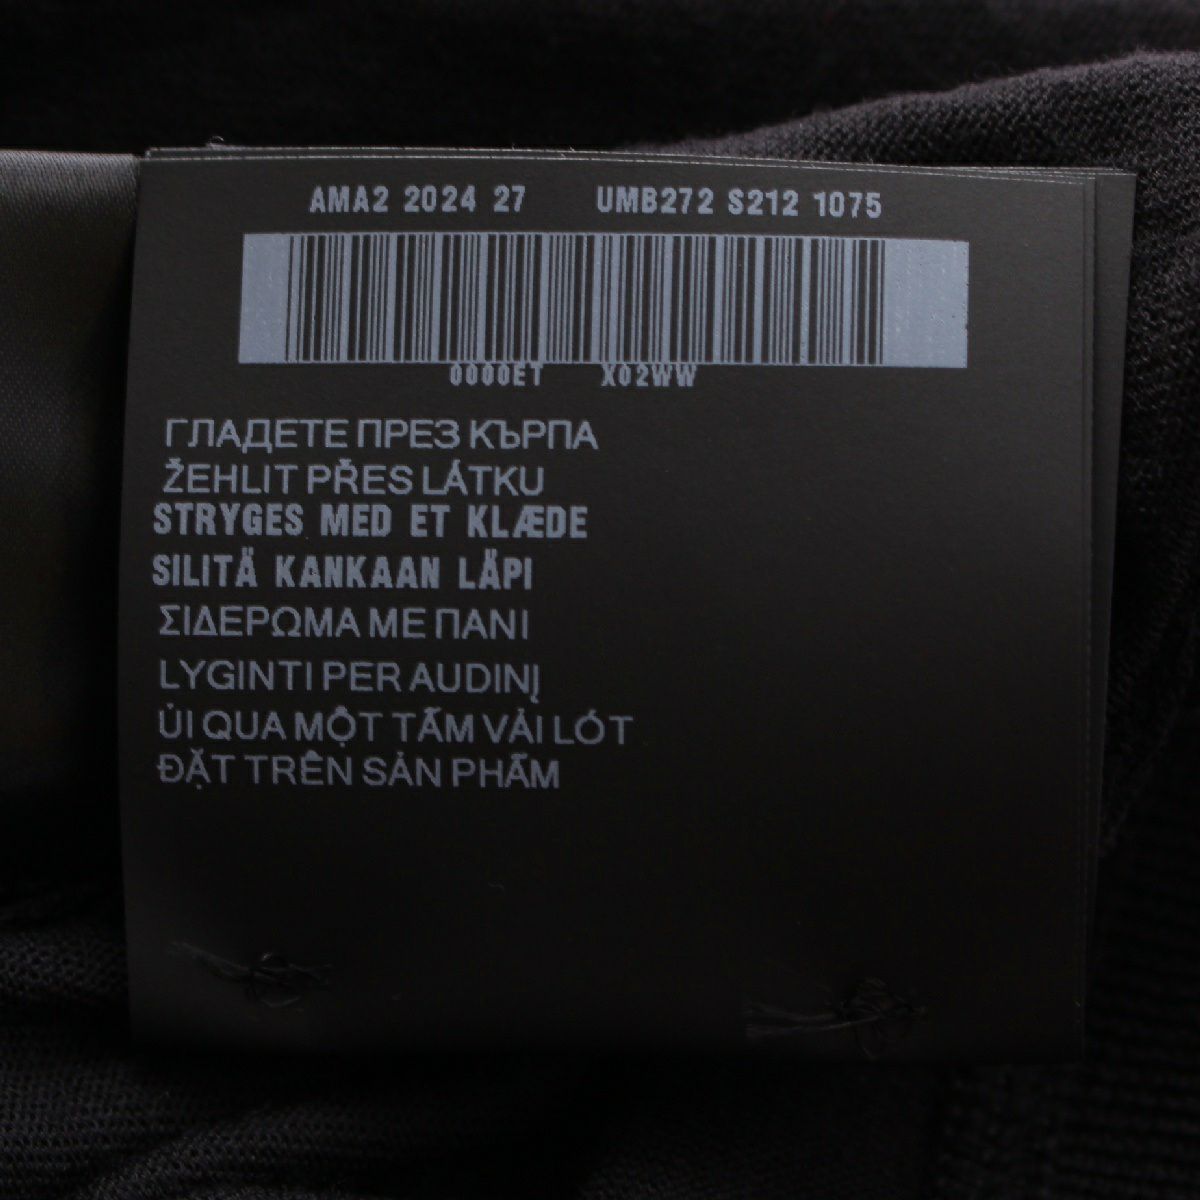 AMA2 2024 27 UMB272 S212 1075
0000ET X02WW
ГЛАДЕТЕ ПРЕЗ КЪРПА
ŽEHLIT PŘES LÁTKU
STRYGES MED ET KLÆDE
SILITÄ KANKAAN LÄPI
ΣΙΔΕΡΩΜΑ ΜΕ ΠΑΝΙ
LYGINTI PER AUDINĮ
ỦI QUA MỘT TẤM VẢI LÓT
ĐẶT TRÊN SẢN PHẨM